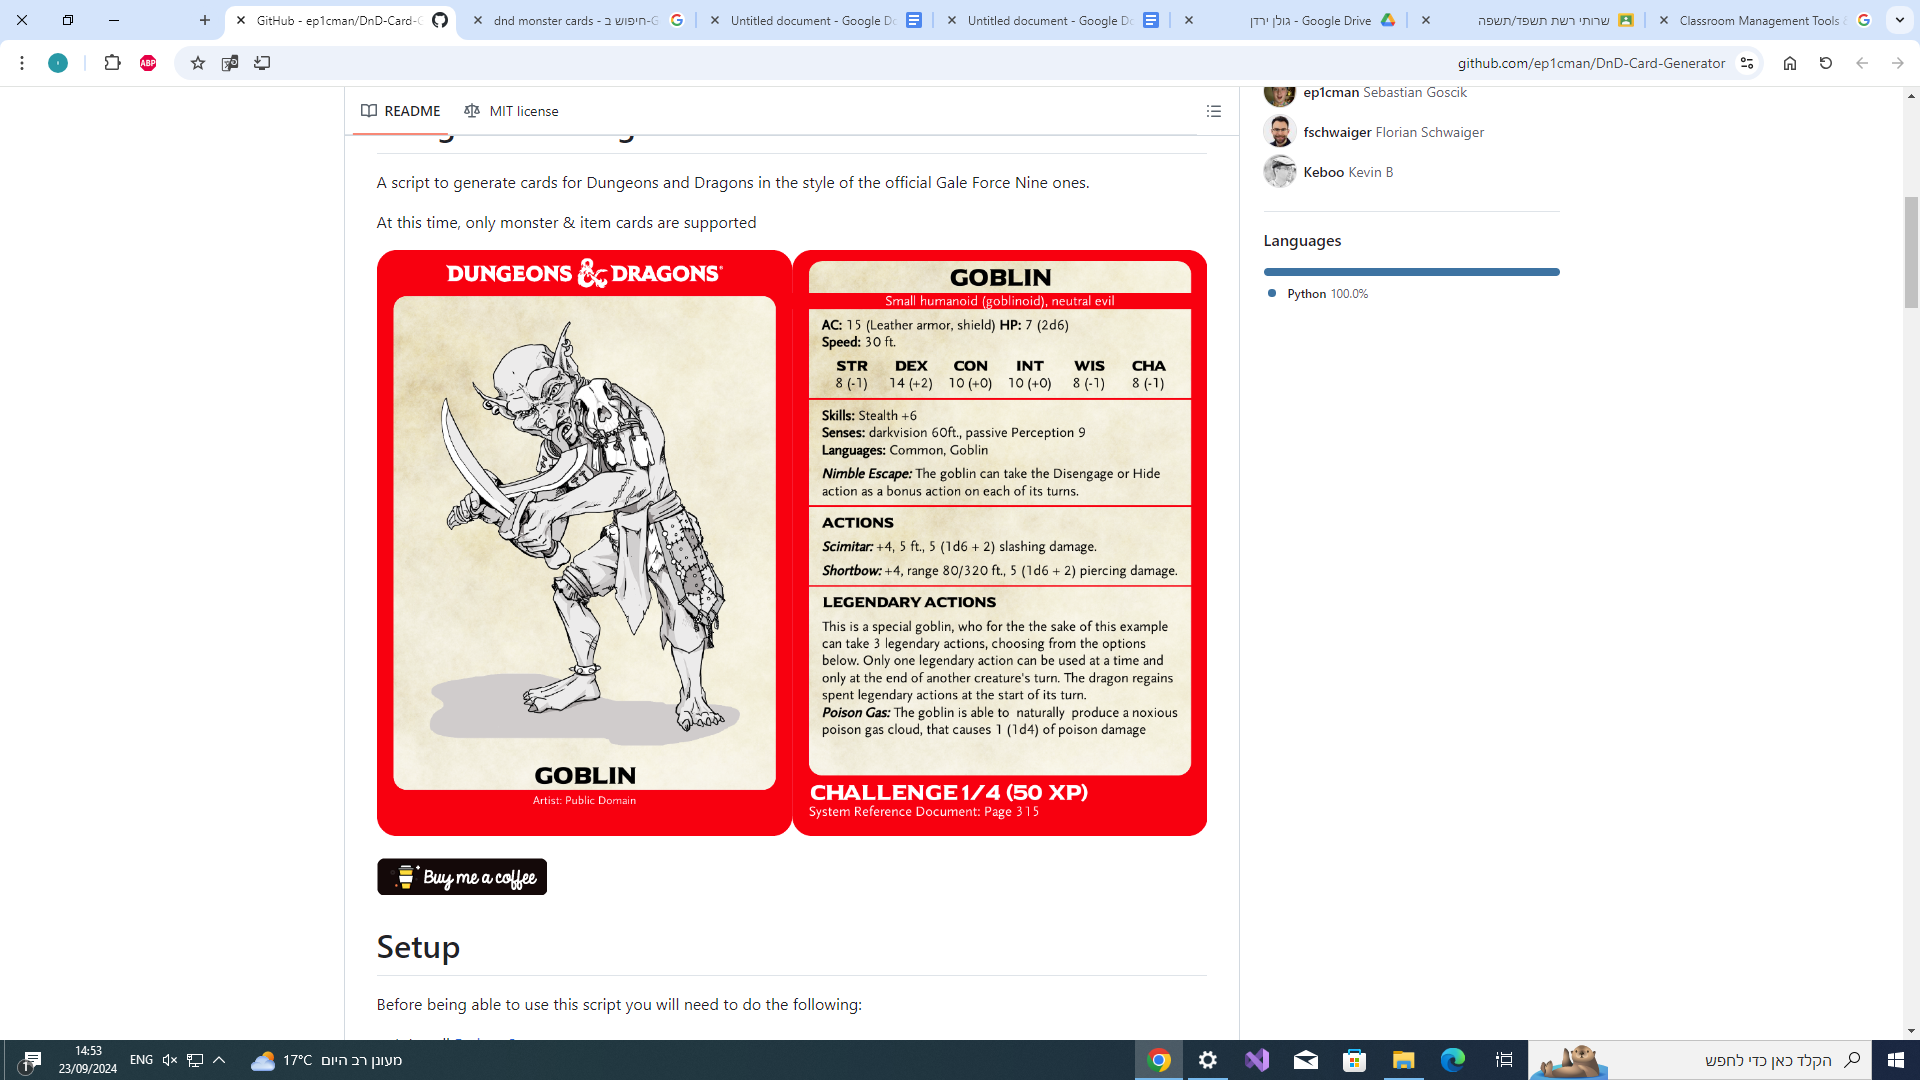 GitHub - ep1cman/DnD-Card-G
dnd monster cards - חיפוש ב-G
Untitled document - Google Do
Untitled document - Google Do
גולן ירדן - Google Drive
שרותי רשת תשפד/תשפה
Classroom Management Tools &
ABP
github.com/ep1cman/DnD-Card-Generator
README
MIT license
A script to generate cards for Dungeons and Dragons in the style of the official Gale Force Nine ones.
At this time, only monster & item cards are supported
DUNGEONS & DRAGONS
GOBLIN
Artist: Public Domain
GOBLIN
Small humanoid (goblinoid), neutral evil
AC: 15 (Leather armor, shield) HP: 7 (2d6)
Speed: 30 ft.
STR DEX CON INT WIS CHA
8 (-1) 14 (+2) 10 (+0) 10 (+0) 8 (-1) 8 (-1)
Skills: Stealth +6
Senses: darkvision 60ft., passive Perception 9
Languages: Common, Goblin
Nimble Escape: The goblin can take the Disengage or Hide
action as a bonus action on each of its turns.
ACTIONS
Scimitar: +4, 5 ft., 5 (1d6 + 2) slashing damage.
Shortbow: +4, range 80/320 ft., 5 (1d6 + 2) piercing damage.
LEGENDARY ACTIONS
This is a special goblin, who for the the sake of this example
can take 3 legendary actions, choosing from the options
below. Only one legendary action can be used at a time and
only at the end of another creature's turn. The dragon regains
spent legendary actions at the start of its turn.
Poison Gas: The goblin is able to naturally produce a noxious
poison gas cloud, that causes 1 (1d4) of poison damage
CHALLENGE 1/4 (50 XP)
System Reference Document: Page 315
Buy me a coffee
Setup
Before being able to use this script you will need to do the following:
ep1cman Sebastian Goscik
fschwaiger Florian Schwaiger
Keboo Kevin B
Languages
Python 100.0%
1
14:53
23/09/2024
ENG
17°C מעונן רב היום
הקלד כאן כדי לחפש